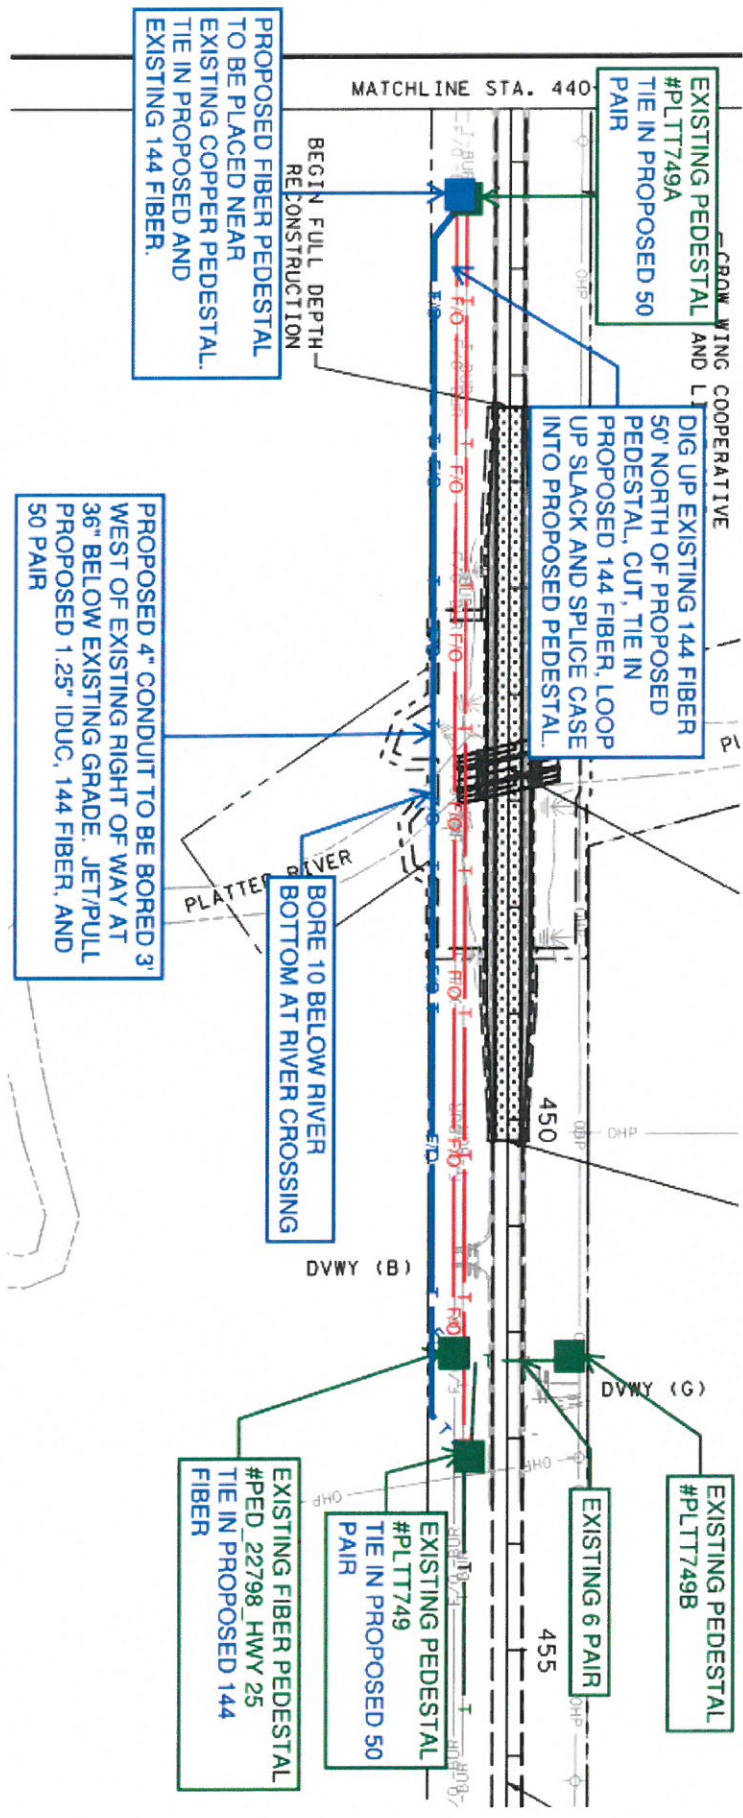 MATCHLINE STA. 440
EXISTING PEDESTAL
#PLTT749A
TIE IN PROPOSED 50
PAIR
CROW WING COOPERATIVE
AND
PROPOSED FIBER PEDESTAL
TO BE PLACED NEAR
EXISTING COPPER PEDESTAL.
TIE IN PROPOSED AND
EXISTING 144 FIBER.
BEGIN FULL DEPTH
RECONSTRUCTION
DIG UP EXISTING 144 FIBER
50' NORTH OF PROPOSED
PEDESTAL, CUT, TIE IN
PROPOSED 144 FIBER, LOOP
UP SLACK AND SPLICE CASE
INTO PROPOSED PEDESTAL.
PROPOSED 4" CONDUIT TO BE BORED 3'
WEST OF EXISTING RIGHT OF WAY AT
36" BELOW EXISTING GRADE. JET/PULL
PROPOSED 1.25" IDUC, 144 FIBER, AND
50 PAIR
PLATTE RIVER
BORE 10 BELOW RIVER
BOTTOM AT RIVER CROSSING
450
OHP
DVWY (B)
DVWY (G)
EXISTING PEDESTAL
#PLTT749B
EXISTING 6 PAIR
455
EXISTING PEDESTAL
#PLTT749
TIE IN PROPOSED 50
PAIR
EXISTING FIBER PEDESTAL
#PED_22798_HWY 25
TIE IN PROPOSED 144
FIBER
OHP
OHP
OHP